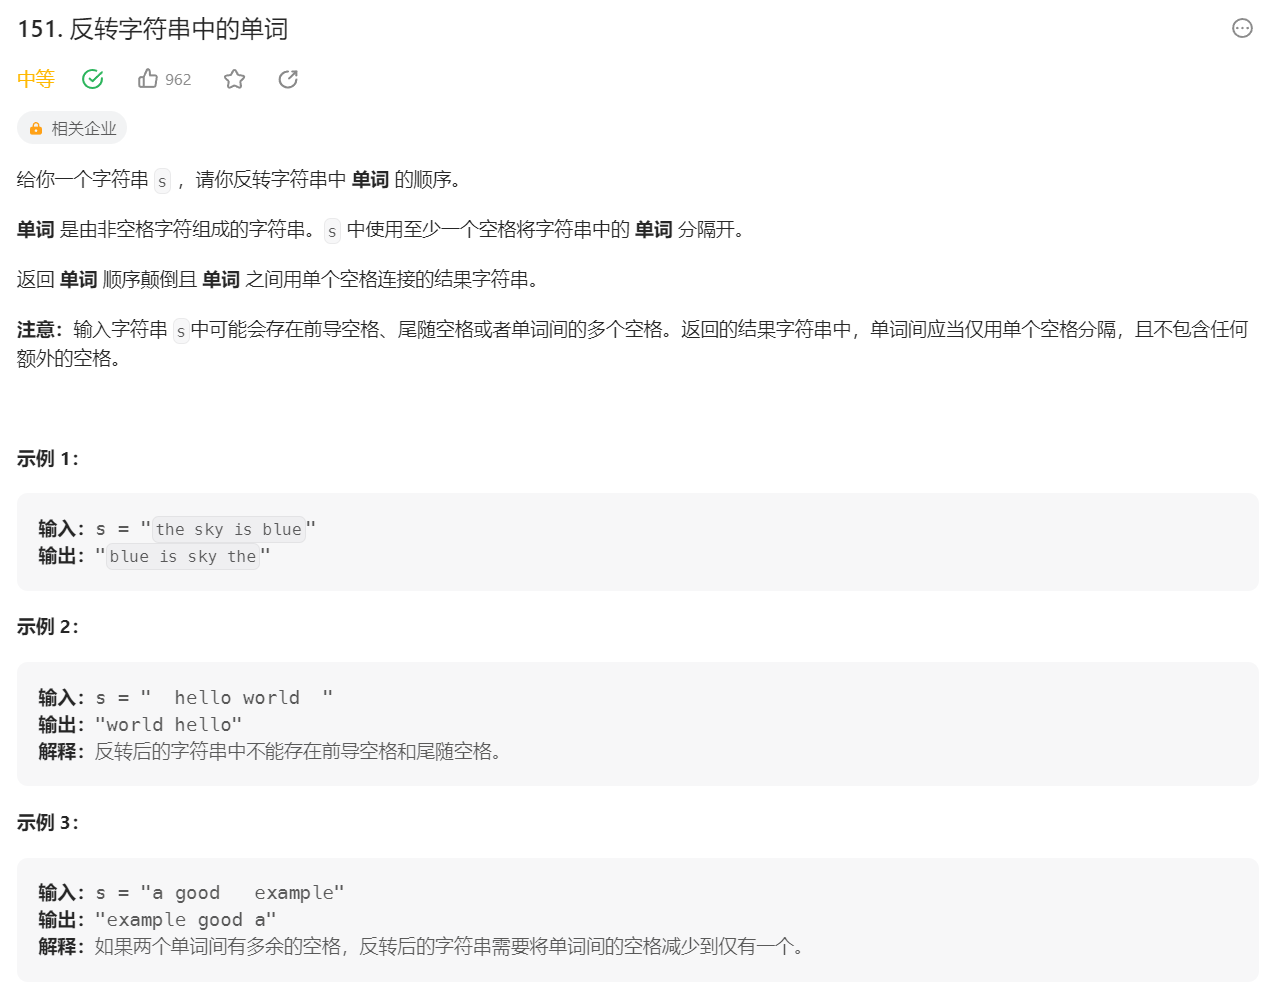 151. 反转字符串中的单词
中等 962
相关企业
给你一个字符串 s ，请你反转字符串中 单词 的顺序。
单词 是由非空格字符组成的字符串。s 中使用至少一个空格将字符串中的 单词 分隔开。
返回 单词 顺序颠倒且 单词 之间用单个空格连接的结果字符串。
注意：输入字符串 s中可能会存在前导空格、尾随空格或者单词间的多个空格。返回的结果字符串中，单词间应当仅用单个空格分隔，且不包含任何
额外的空格。
示例 1：
输入：s = "the sky is blue"
输出："blue is sky the"
示例 2：
输入：s = "  hello world  "
输出："world hello"
解释：反转后的字符串中不能存在前导空格和尾随空格。
示例 3：
输入：s = "a good   example"
输出："example good a"
解释：如果两个单词间有多余的空格，反转后的字符串需要将单词间的空格减少到仅有一个。